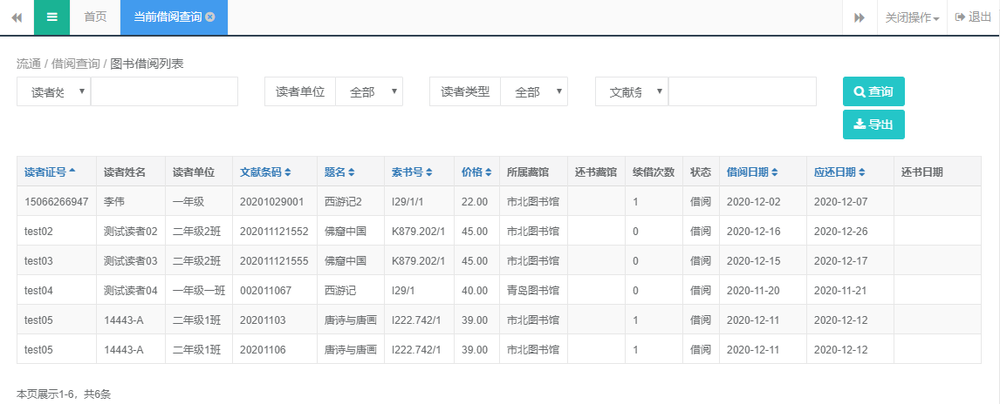 首页 当前借阅查询 关闭操作 退出
流通 / 借阅查询 / 图书借阅列表
读者姓 读者单位 全部 读者类型 全部 文献条 查询
导出
读者证号 读者姓名 读者单位 文献条码 题名 索书号 价格 所属藏馆 还书藏馆 续借次数 状态 借阅日期 应还日期 还书日期
15066266947 李伟 一年级 20201029001 西游记2 I29/1/1 22.00 市北图书馆 1 借阅 2020-12-02 2020-12-07
test02 测试读者02 二年级2班 202011121552 佛窟中国 K879.202/1 45.00 市北图书馆 0 借阅 2020-12-16 2020-12-26
test03 测试读者03 二年级2班 202011121555 佛窟中国 K879.202/1 45.00 市北图书馆 0 借阅 2020-12-15 2020-12-17
test04 测试读者04 一年级一班 002011067 西游记 I29/1 40.00 青岛图书馆 0 借阅 2020-11-20 2020-11-21
test05 14443-A 二年级1班 20201103 唐诗与唐画 I222.742/1 39.00 市北图书馆 1 借阅 2020-12-11 2020-12-12
test05 14443-A 二年级1班 20201106 唐诗与唐画 I222.742/1 39.00 市北图书馆 1 借阅 2020-12-11 2020-12-12
本页展示1-6，共6条